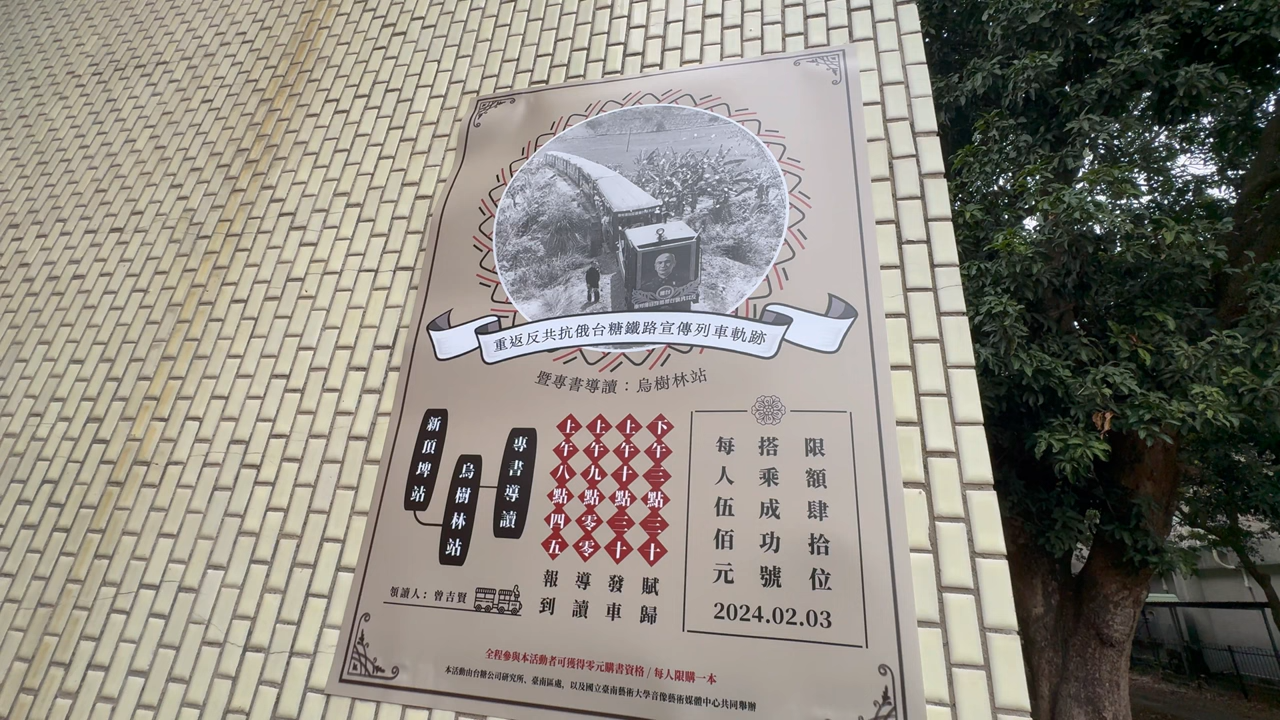 重返反共抗俄台糖鐵路宣傳列車軌跡
暨專書導讀：烏樹林站
新頂埤站
烏樹林站
專書導讀
上午八點四五
報到
上午九點零零
導讀
上午十點三十
發車
下午三點三十
賦歸
限額肆拾位
搭乘成功號
每人伍佰元
2024.02.03
領讀人：曾吉賢
全程參與本活動者可獲得零元購書資格 / 每人限購一本
本活動由台糖公司研究所、臺南區處，以及國立臺南藝術大學音像藝術媒體中心共同舉辦